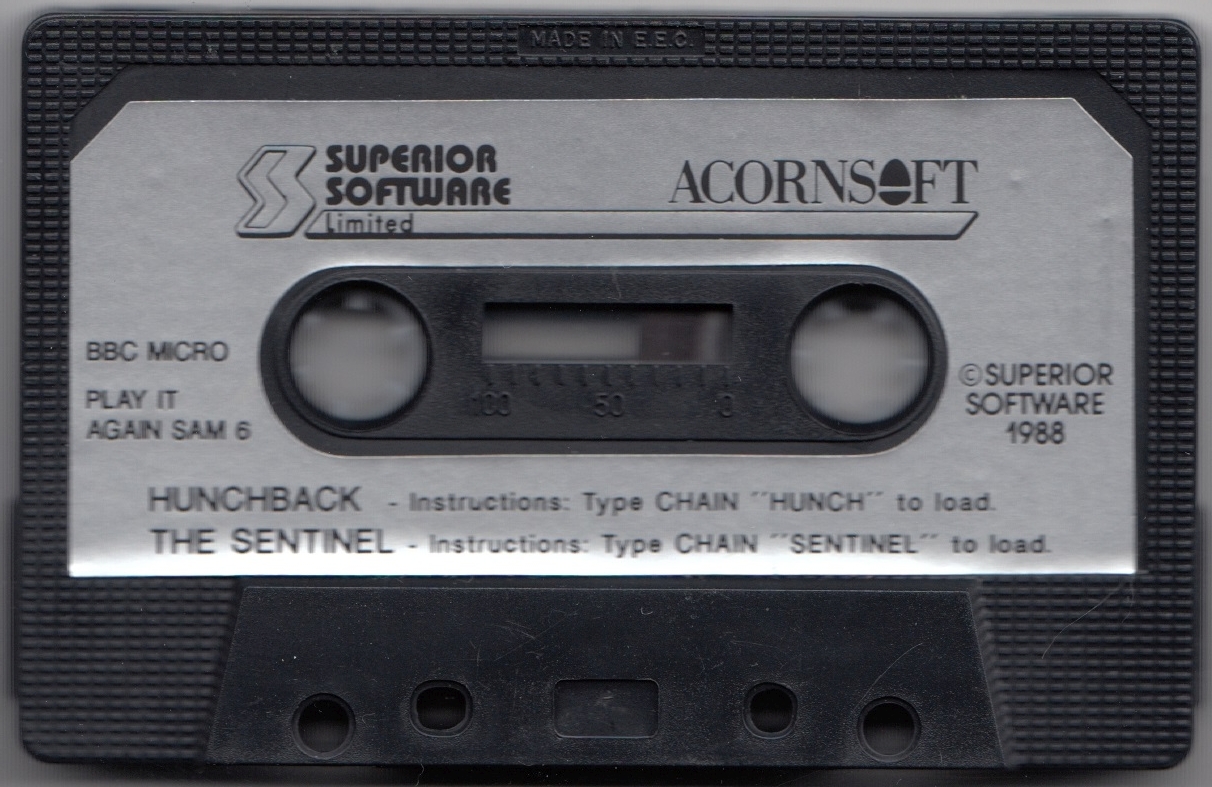 MADE IN E.E.C.
SUPERIOR
SOFTWARE
Limited
ACORNSOFT
BBC MICRO
PLAY IT
AGAIN SAM 6
100 50 0
©SUPERIOR
SOFTWARE
1988
HUNCHBACK - Instructions: Type CHAIN "HUNCH" to load.
THE SENTINEL - Instructions: Type CHAIN "SENTINEL" to load.